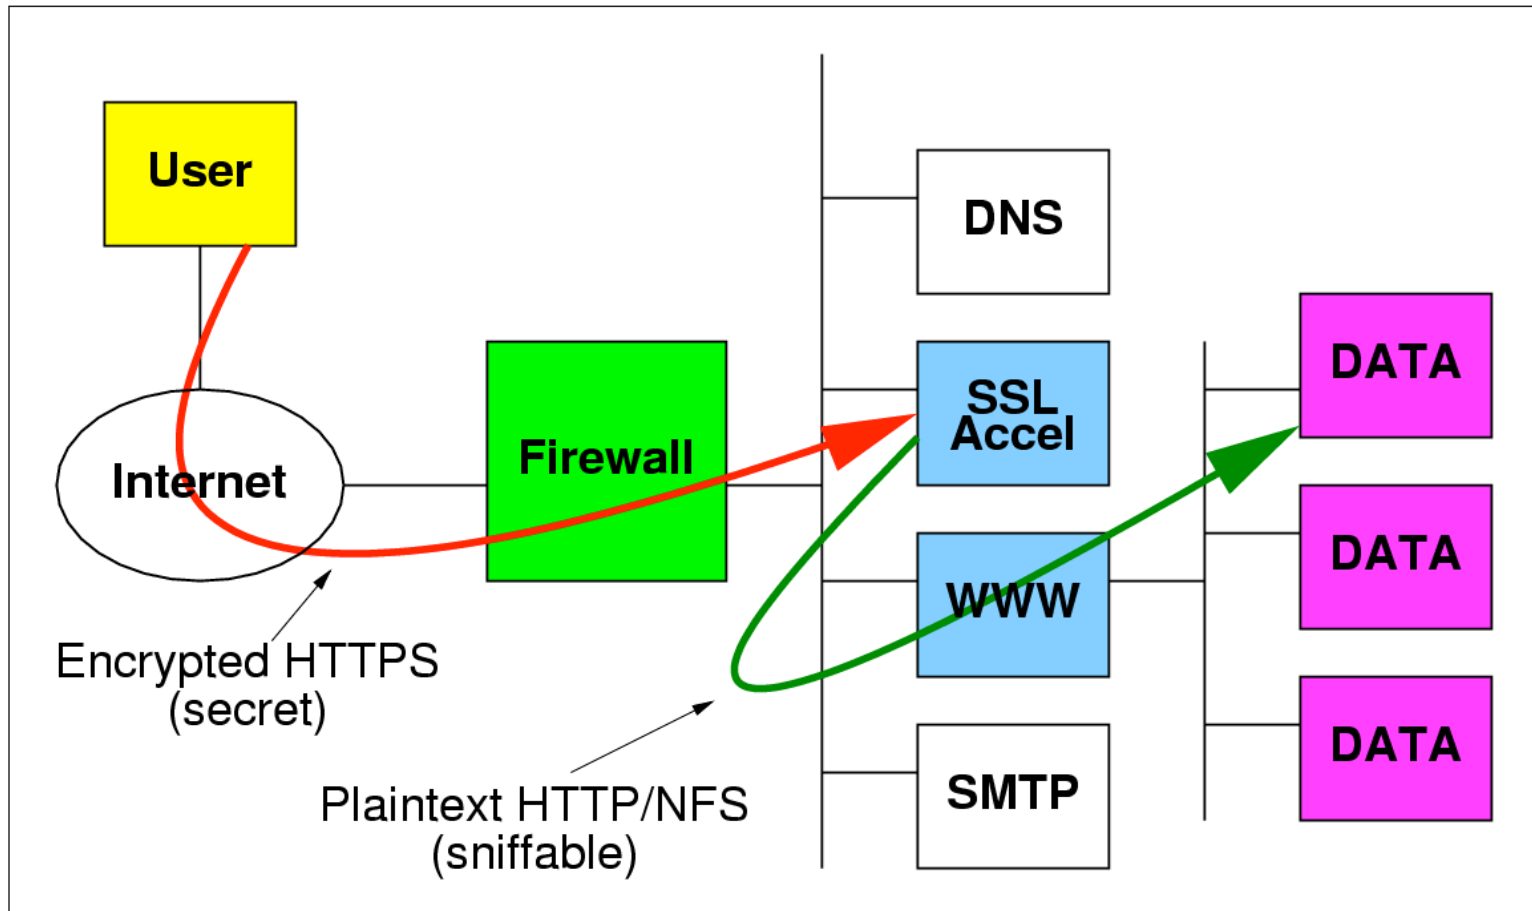 User
DNS
DATA
SSL
Accel
Firewall
Internet
DATA
WWW
Encrypted HTTPS
(secret)
DATA
Plaintext HTTP/NFS
(sniffable)
SMTP